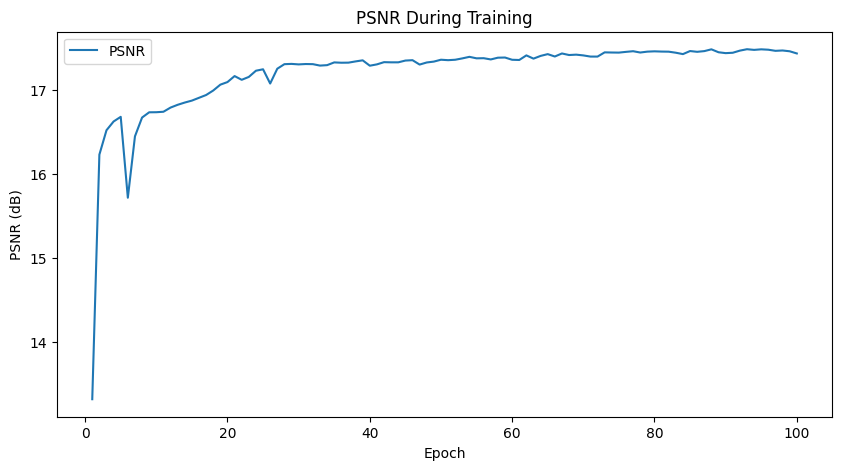 PSNR During Training
PSNR
PSNR (dB)
17
16
15
14
0 20 40 60 80 100
Epoch